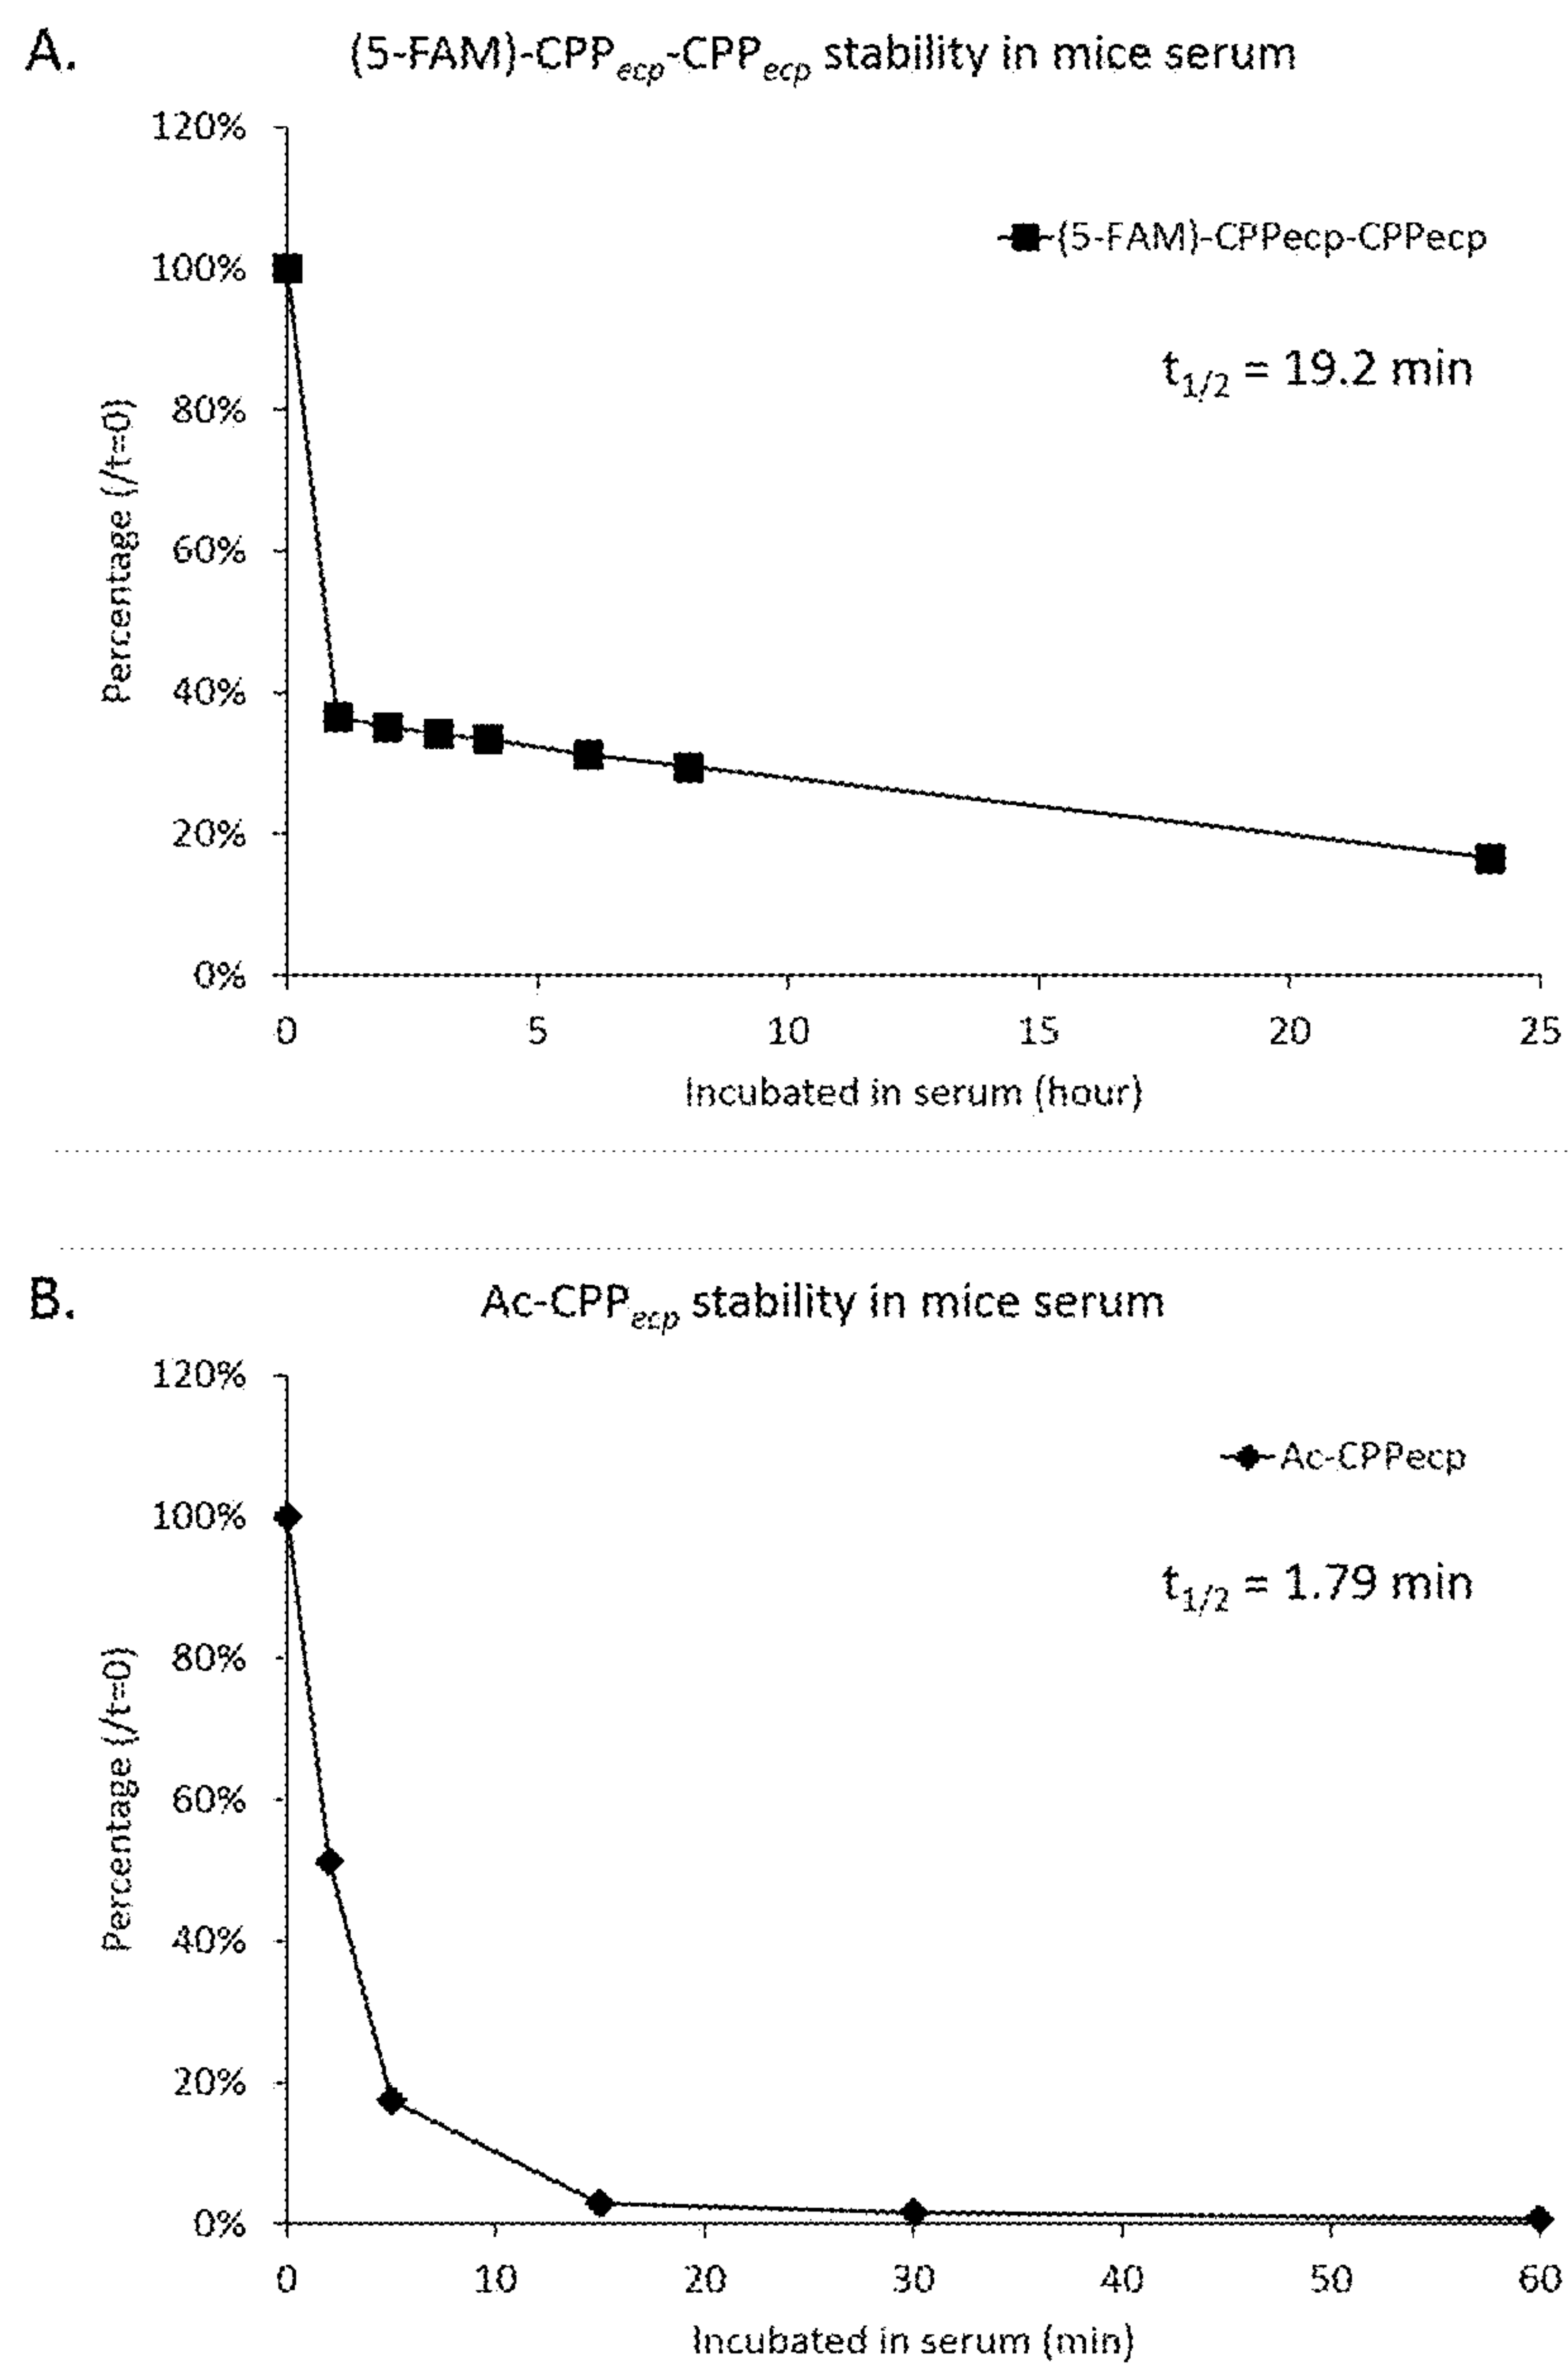 A.
(5-FAM)-CPPecp-CPPecp stability in mice serum
120%
(5-FAM)-CPPecp-CPPecp
100%
t1/2 = 19.2 min
80%
Percentage (/t=0)
60%
40%
20%
0%
0 5 10 15 20 25
Incubated in serum (hour)
B.
Ac-CPPecp stability in mice serum
120%
Ac-CPPecp
100%
t1/2 = 1.79 min
80%
Percentage (/t=0)
60%
40%
20%
0%
0 10 20 30 40 50 60
Incubated in serum (min)